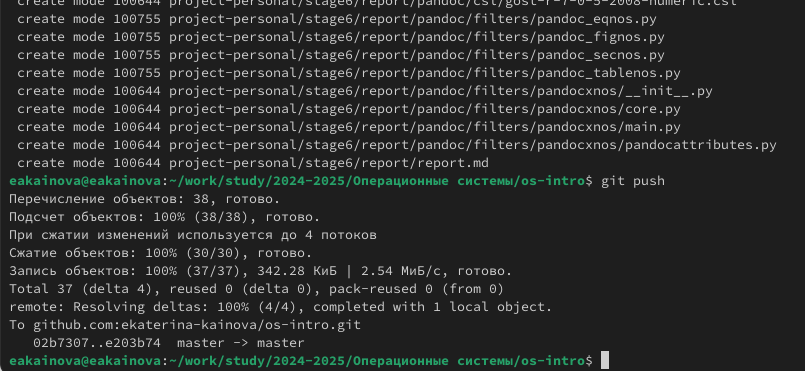 create mode 100644 project-personal/stage6/report/pandoc/csl/gost-r-7-0-5-2008-numeric.csl
create mode 100755 project-personal/stage6/report/pandoc/filters/pandoc_eqnos.py
create mode 100755 project-personal/stage6/report/pandoc/filters/pandoc_fignos.py
create mode 100755 project-personal/stage6/report/pandoc/filters/pandoc_secnos.py
create mode 100755 project-personal/stage6/report/pandoc/filters/pandoc_tablenos.py
create mode 100644 project-personal/stage6/report/pandoc/filters/pandocxnos/__init__.py
create mode 100644 project-personal/stage6/report/pandoc/filters/pandocxnos/core.py
create mode 100644 project-personal/stage6/report/pandoc/filters/pandocxnos/main.py
create mode 100644 project-personal/stage6/report/pandoc/filters/pandocxnos/pandocattributes.py
create mode 100644 project-personal/stage6/report/report.md
eakainova@eakainova:~/work/study/2024-2025/Операционные системы/os-intro$ git push
Перечисление объектов: 38, готово.
Подсчет объектов: 100% (38/38), готово.
При сжатии изменений используется до 4 потоков
Сжатие объектов: 100% (30/30), готово.
Запись объектов: 100% (37/37), 342.28 КиБ | 2.54 МиБ/с, готово.
Total 37 (delta 4), reused 0 (delta 0), pack-reused 0 (from 0)
remote: Resolving deltas: 100% (4/4), completed with 1 local object.
To github.com:ekaterina-kainova/os-intro.git
02b7307..e203b74 master -> master
eakainova@eakainova:~/work/study/2024-2025/Операционные системы/os-intro$